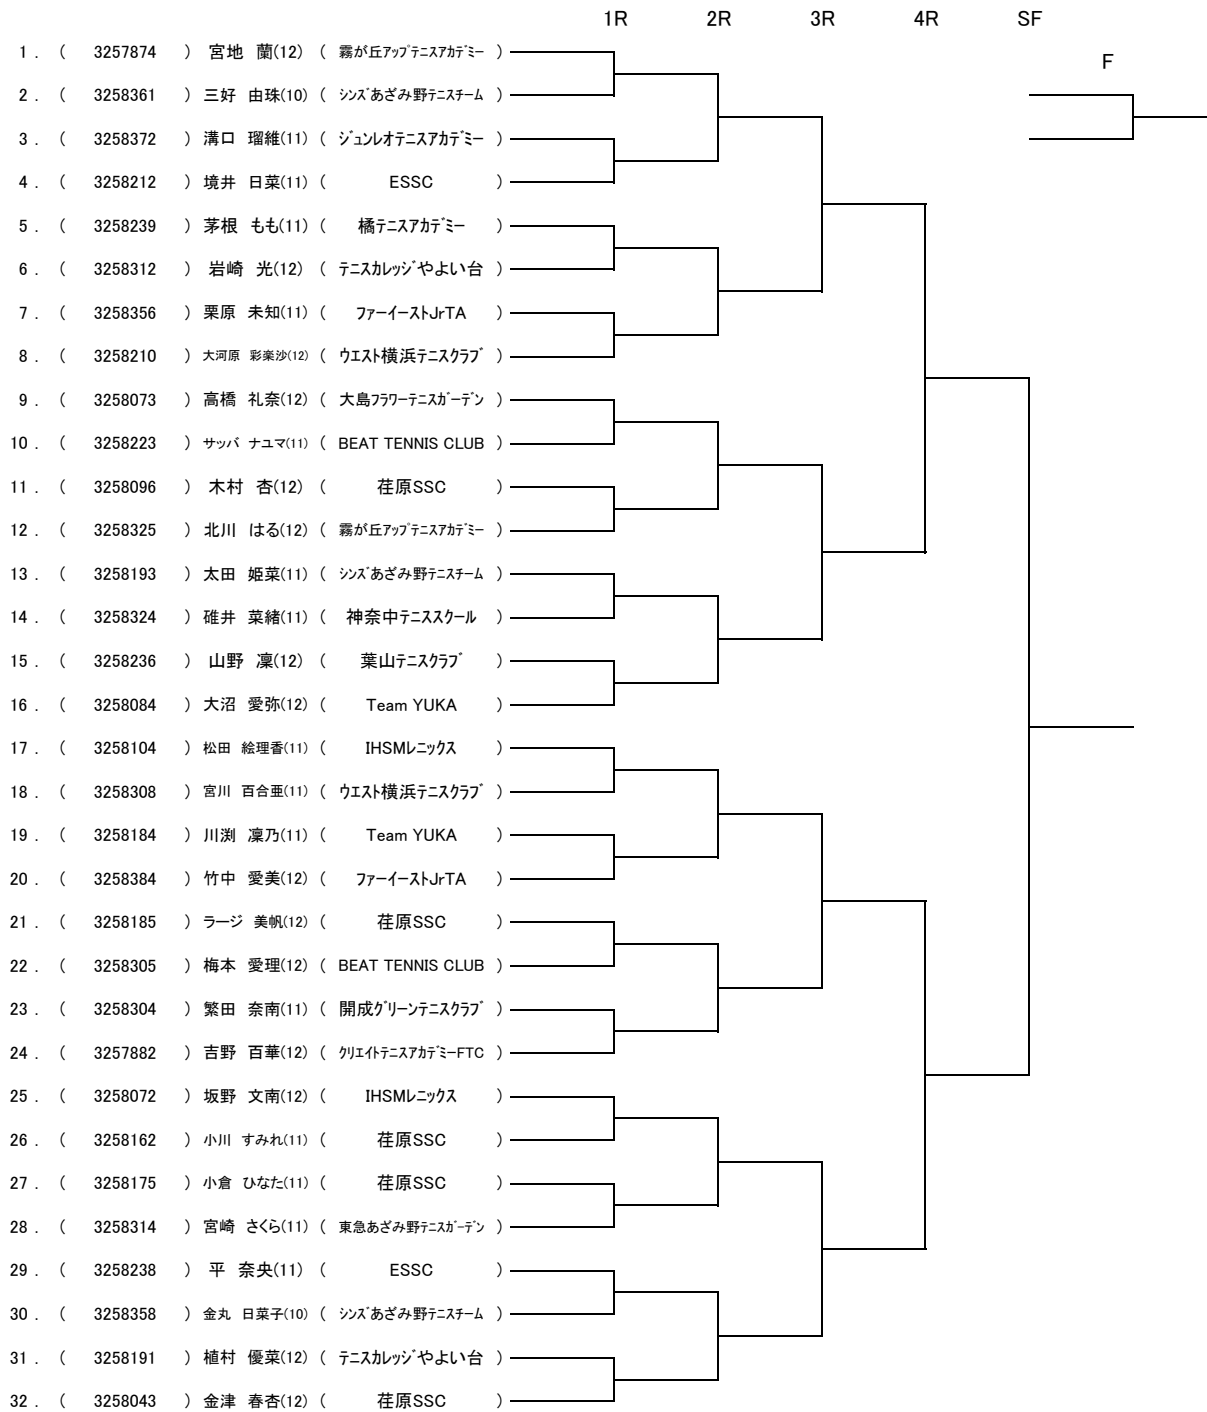 1R 2R 3R 4R SF
F
1 . ( 3257874 ) 宮地 蘭(12) ( 霧が丘アップテニスアカデミー )
2 . ( 3258361 ) 三好 由珠(10) ( シンズあざみ野テニスチーム )
3 . ( 3258372 ) 溝口 瑠維(11) ( ジュンレオテニスアカデミー )
4 . ( 3258212 ) 境井 日菜(11) ( ESSC )
5 . ( 3258239 ) 茅根 もも(11) ( 橘テニスアカデミー )
6 . ( 3258312 ) 岩崎 光(12) ( テニスカレッジやよい台 )
7 . ( 3258356 ) 栗原 未知(11) ( ファーイーストJrTA )
8 . ( 3258210 ) 大河原 彩楽沙(12) ( ウエスト横浜テニスクラブ )
9 . ( 3258073 ) 高橋 礼奈(12) ( 大島フラワーテニスガーデン )
10 . ( 3258223 ) サッバ ナユマ(11) ( BEAT TENNIS CLUB )
11 . ( 3258096 ) 木村 杏(12) ( 荏原SSC )
12 . ( 3258325 ) 北川 はる(12) ( 霧が丘アップテニスアカデミー )
13 . ( 3258193 ) 太田 姫菜(11) ( シンズあざみ野テニスチーム )
14 . ( 3258324 ) 碓井 菜緒(11) ( 神奈中テニススクール )
15 . ( 3258236 ) 山野 凜(12) ( 葉山テニスクラブ )
16 . ( 3258084 ) 大沼 愛弥(12) ( Team YUKA )
17 . ( 3258104 ) 松田 絵理香(11) ( IHSMレニックス )
18 . ( 3258308 ) 宮川 百合亜(11) ( ウエスト横浜テニスクラブ )
19 . ( 3258184 ) 川渕 凜乃(11) ( Team YUKA )
20 . ( 3258384 ) 竹中 愛美(12) ( ファーイーストJrTA )
21 . ( 3258185 ) ラージ 美帆(12) ( 荏原SSC )
22 . ( 3258305 ) 梅本 愛理(12) ( BEAT TENNIS CLUB )
23 . ( 3258304 ) 繁田 奈南(11) ( 開成グリーンテニスクラブ )
24 . ( 3257882 ) 吉野 百華(12) ( クリエイトテニスアカデミーFTC )
25 . ( 3258072 ) 坂野 文南(12) ( IHSMレニックス )
26 . ( 3258162 ) 小川 すみれ(11) ( 荏原SSC )
27 . ( 3258175 ) 小倉 ひなた(11) ( 荏原SSC )
28 . ( 3258314 ) 宮崎 さくら(11) ( 東急あざみ野テニスガーデン )
29 . ( 3258238 ) 平 奈央(11) ( ESSC )
30 . ( 3258358 ) 金丸 日菜子(10) ( シンズあざみ野テニスチーム )
31 . ( 3258191 ) 植村 優菜(12) ( テニスカレッジやよい台 )
32 . ( 3258043 ) 金津 春杏(12) ( 荏原SSC )